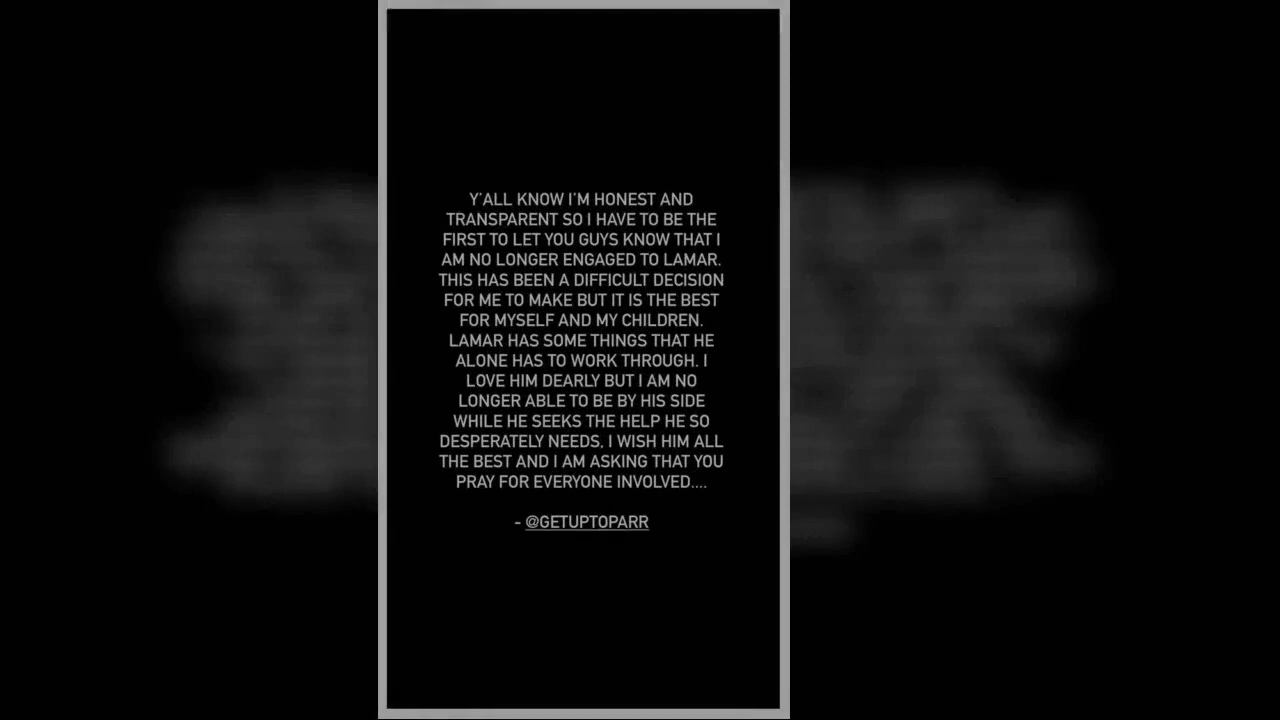 Y'ALL KNOW I'M HONEST AND
TRANSPARENT SO I HAVE TO BE THE
FIRST TO LET YOU GUYS KNOW THAT I
AM NO LONGER ENGAGED TO LAMAR.
THIS HAS BEEN A DIFFICULT DECISION
FOR ME TO MAKE BUT IT IS THE BEST
FOR MYSELF AND MY CHILDREN.
LAMAR HAS SOME THINGS THAT HE
ALONE HAS TO WORK THROUGH. I
LOVE HIM DEARLY BUT I AM NO
LONGER ABLE TO BE BY HIS SIDE
WHILE HE SEEKS THE HELP HE SO
DESPERATELY NEEDS, I WISH HIM ALL
THE BEST AND I AM ASKING THAT YOU
PRAY FOR EVERYONE INVOLVED....
- @GETUPTOPARR